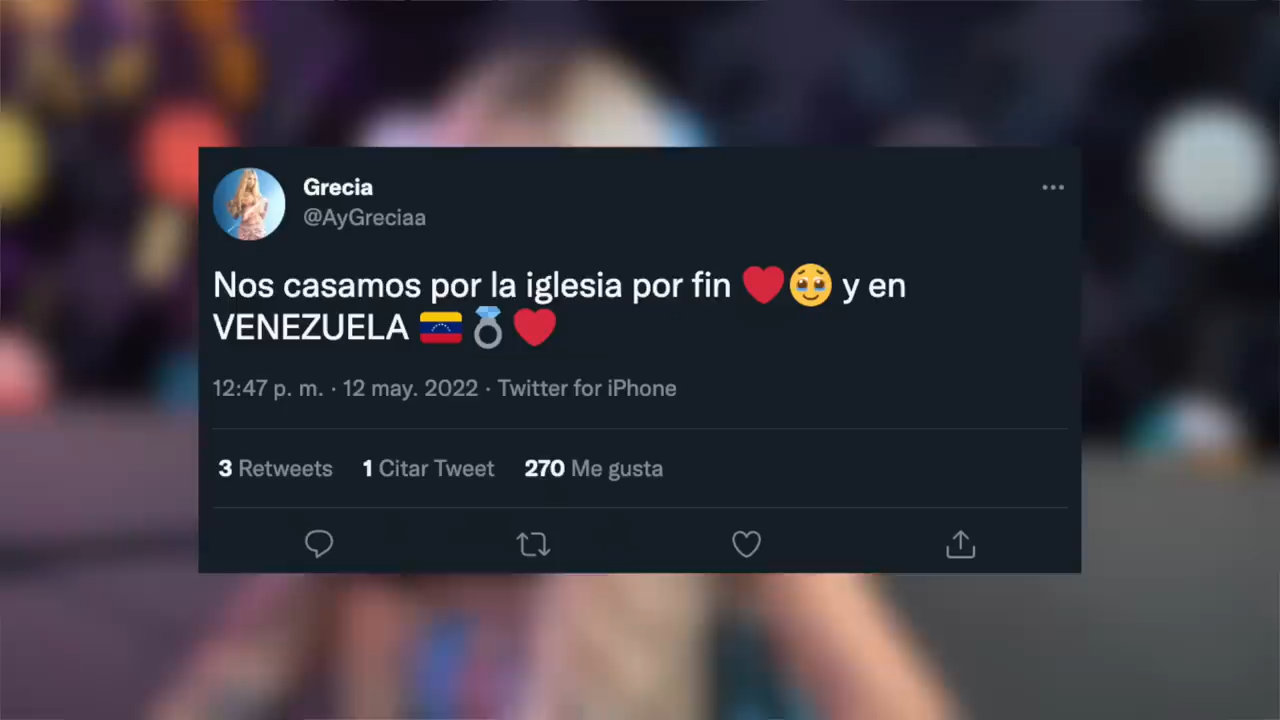 Grecia
@AyGreciaa
Nos casamos por la iglesia por fin ❤️🥹 y en
VENEZUELA 🇻🇪💍❤️
12:47 p. m. · 12 may. 2022 · Twitter for iPhone
3 Retweets 1 Citar Tweet 270 Me gusta